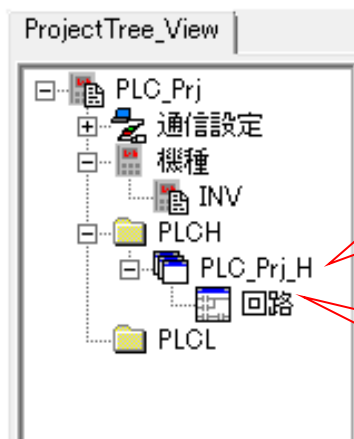 ProjectTree_View
PLC_Prj
通信設定
機種
INV
PLCH
PLC_Prj_H
回路
PLCL